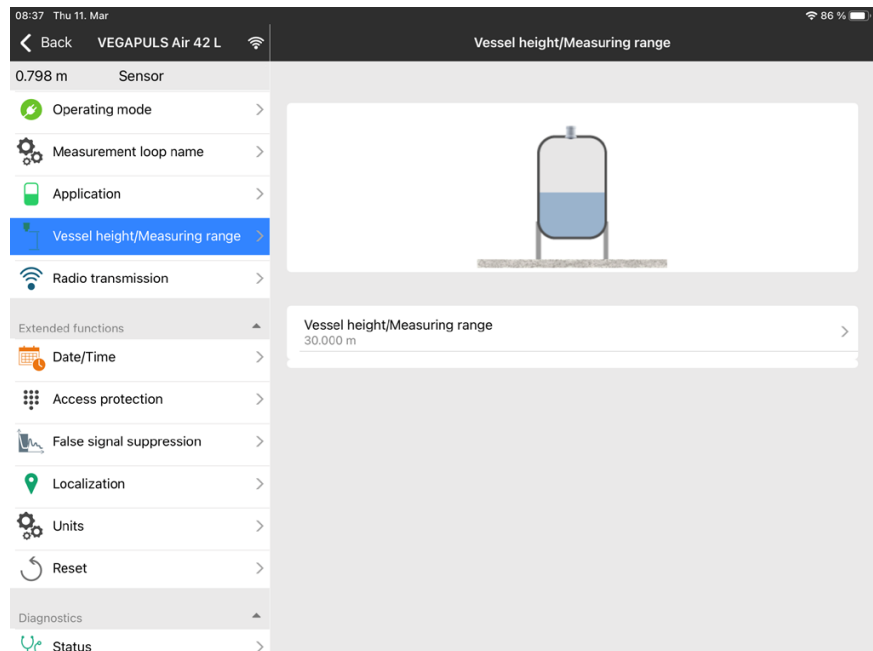 08:37 Thu 11. Mar
86 %
Back
VEGAPULS Air 42 L
Vessel height/Measuring range
0.798 m
Sensor
Operating mode
Measurement loop name
Application
Vessel height/Measuring range
Radio transmission
Extended functions
Date/Time
Access protection
False signal suppression
Localization
Units
Reset
Diagnostics
Status
Vessel height/Measuring range
30.000 m